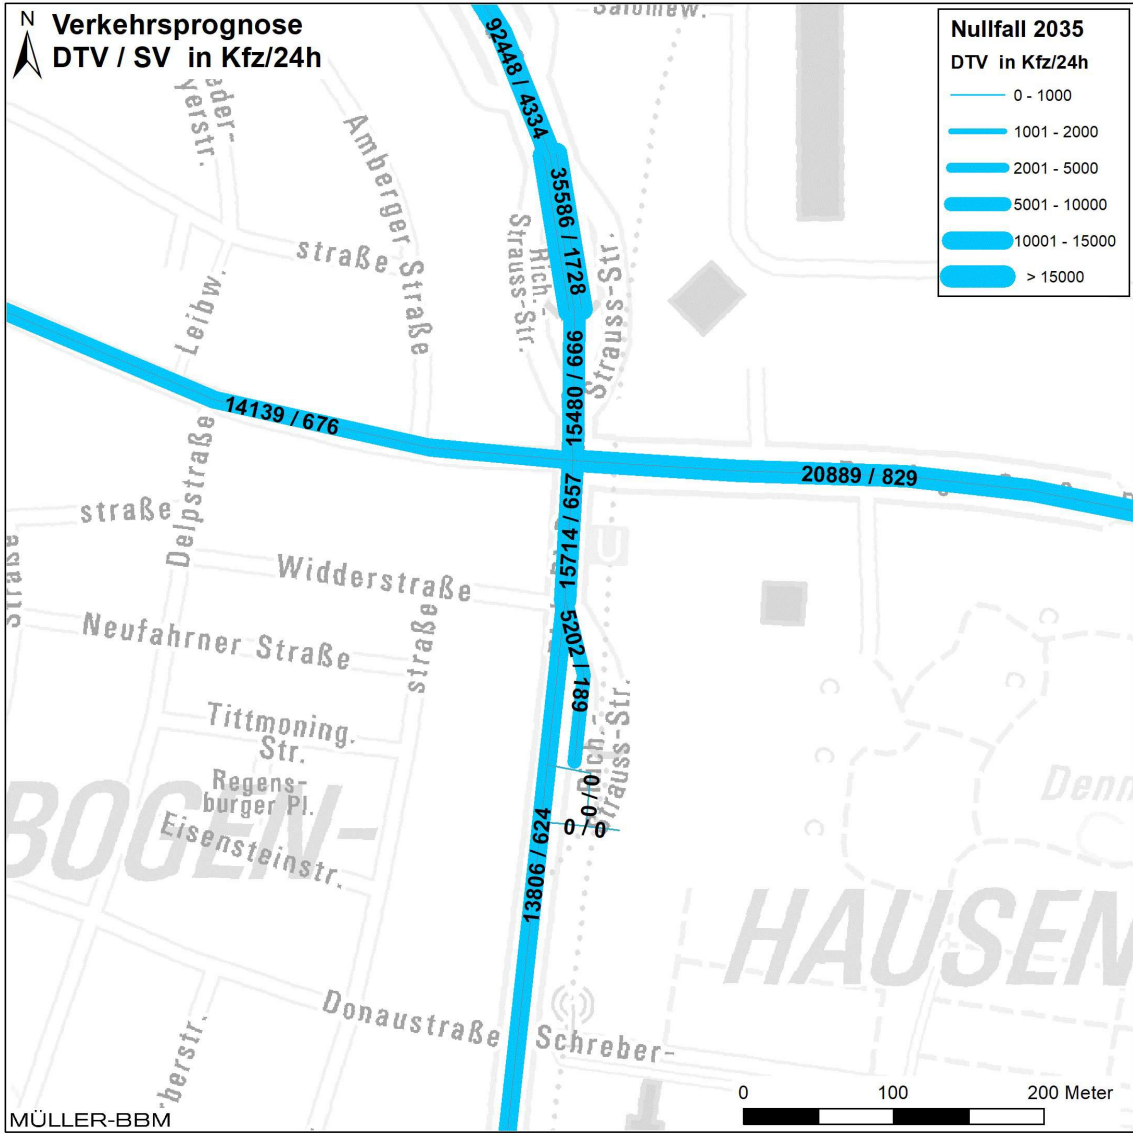 N
Verkehrsprognose
DTV / SV in Kfz/24h
Nullfall 2035
DTV in Kfz/24h
0 - 1000
1001 - 2000
2001 - 5000
5001 - 10000
10001 - 15000
> 15000
92448 / 4334
Amberger Straße
yerstr.
35586 / 1728
Rich.-
Strauss-Str.
Strauss-Str.
straße
Leibw.
15480 / 666
14139 / 676
20889 / 829
Delpstraße
straße
15714 / 657
U
Widderstraße
Straße
Neufahrner Straße
straße
5202 / 189
Tittmoning.
Str.
Rich.-
Strauss-Str.
Regens-
burger Pl.
0 / 0
0 / 0
Eisensteinstr.
BOGEN-
13806 / 624
Denn
HAUSEN
Donaustraße
Schreber-
rberstr.
0 100 200 Meter
MÜLLER-BBM